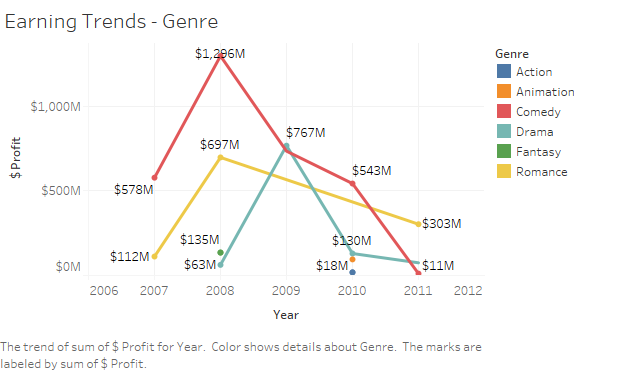 Earning Trends - Genre
$1,296M
Genre
Action
Animation
$1,000M
Comedy
$767M
Drama
$697M
Fantasy
$ Profit
$543M
Romance
$578M
$500M
$303M
$135M
$130M
$112M
$63M
$18M
$11M
$0M
2006 2007 2008 2009 2010 2011 2012
Year
The trend of sum of $ Profit for Year. Color shows details about Genre. The marks are
labeled by sum of $ Profit.